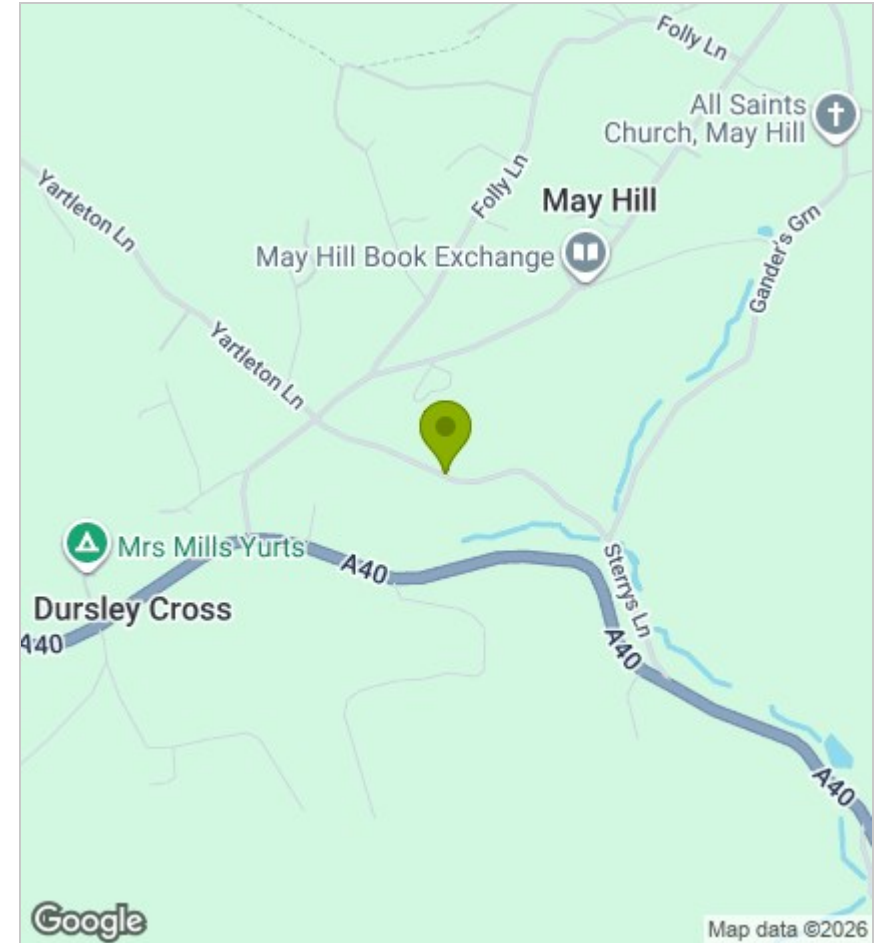 Folly Ln
All Saints
Church, May Hill
Yartleton Ln
Folly Ln
May Hill
May Hill Book Exchange
Gander's Grn
Yartleton Ln
Mrs Mills Yurts
A40
Dursley Cross
A40
Sterrys Ln
A40
A40
Google
Map data ©2026